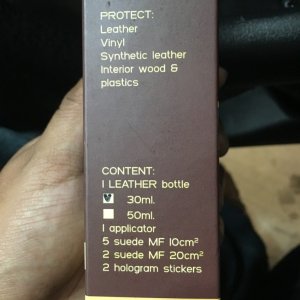 PROTECT:
Leather
Vinyl
Synthetic leather
Interior wood &
plastics
CONTENT:
1 LEATHER bottle
30ml.
50ml.
1 applicator
5 suede MF 10cm²
2 suede MF 20cm²
2 hologram stickers